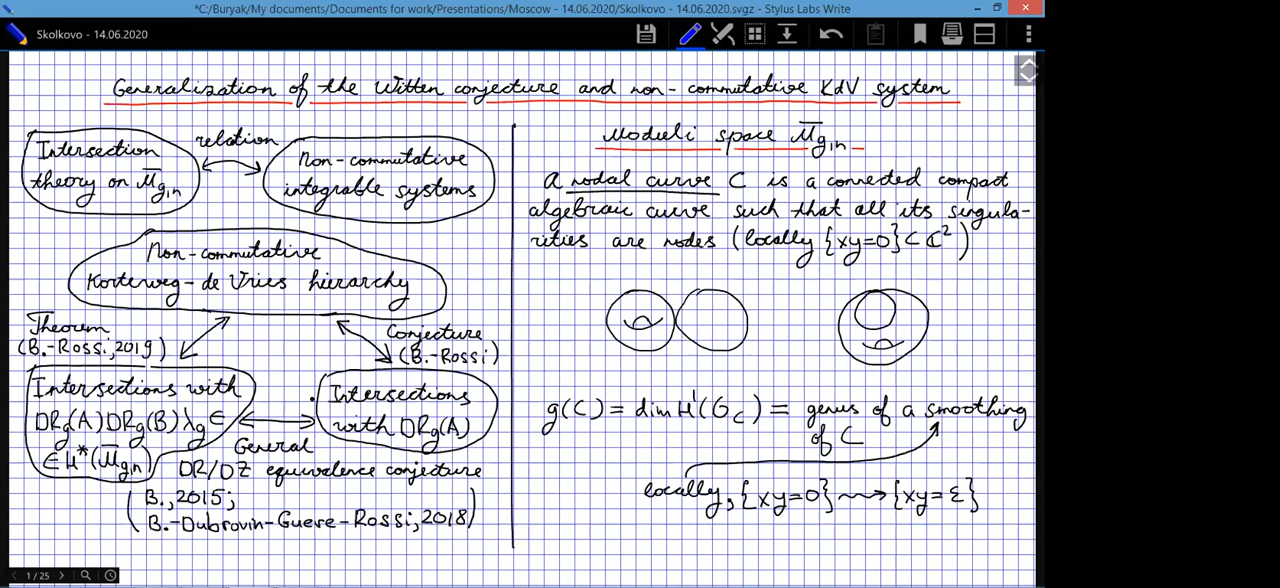 *C:/Buryak/My documents/Documents for work/Presentations/Moscow - 14.06.2020/Skolkovo - 14.06.2020.svgz - Stylus Labs Write
Skolkovo - 14.06.2020
Generalization of the Witten conjecture and non-commutative KdV system
Intersection
theory on M̅g,n
relation
Non-commutative
integrable systems
Non-commutative
Korteweg-de Vries hierarchy
Theorem
(B.-Rossi, 2019)
Conjecture
(B.-Rossi)
Intersections with
DRg(A)DRg(B)λg ∈
∈ H*(M̅g,n)
Intersections
with DRg(A)
General
DR/DZ equivalence conjecture
(B., 2015;
B.-Dubrovin-Guere-Rossi, 2018)
Moduli space M̅g,n
A nodal curve C is a connected compact
algebraic curve such that all its singula-
rities are nodes (locally {xy=0}⊂ℂ²)
g(C) = dim H¹(O_C) = genus of a smoothing
of C
locally, {xy=0} ⇝ {xy=ε}
1 / 25